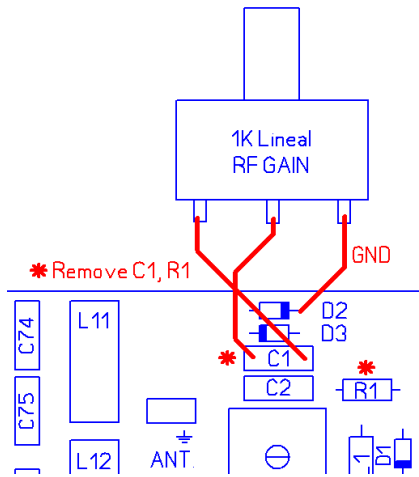 1K Lineal
RF GAIN
GND
* Remove C1, R1
C74
L11
D2
D3
* C1
*
C75
C2
R1
ANT.
L12
L1
D1